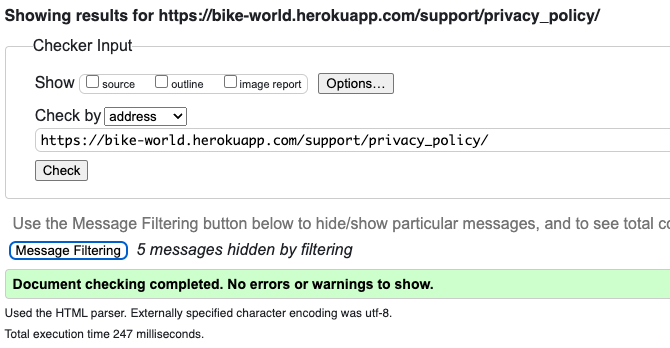 Showing results for https://bike-world.herokuapp.com/support/privacy_policy/
Checker Input
Show source outline image report Options...
Check by address
https://bike-world.herokuapp.com/support/privacy_policy/
Check
Use the Message Filtering button below to hide/show particular messages, and to see total
Message Filtering 5 messages hidden by filtering
Document checking completed. No errors or warnings to show.
Used the HTML parser. Externally specified character encoding was utf-8.
Total execution time 247 milliseconds.